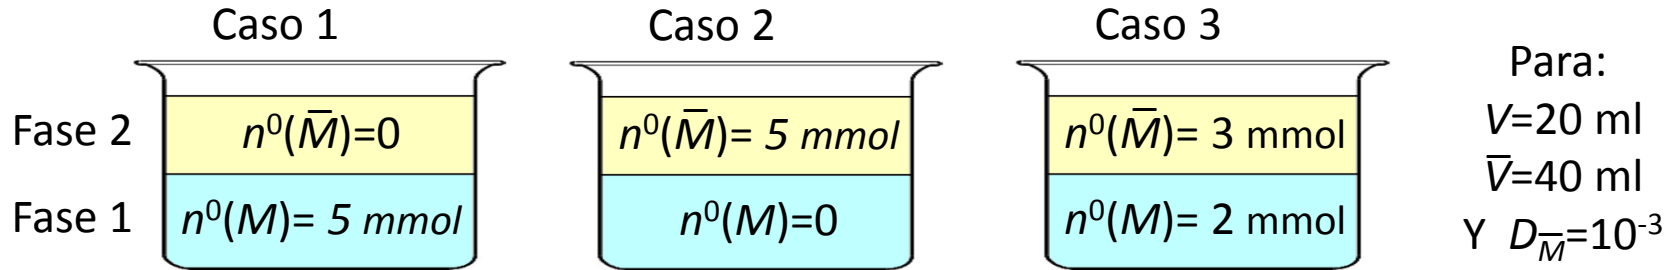 Caso 1
Caso 2
Caso 3
Fase 2
n⁰(M̅)=0
n⁰(M̅)= 5 mmol
n⁰(M̅)= 3 mmol
Fase 1
n⁰(M)= 5 mmol
n⁰(M)=0
n⁰(M)= 2 mmol
Para:
V=20 ml
V̅=40 ml
Y D_M̅=10⁻³